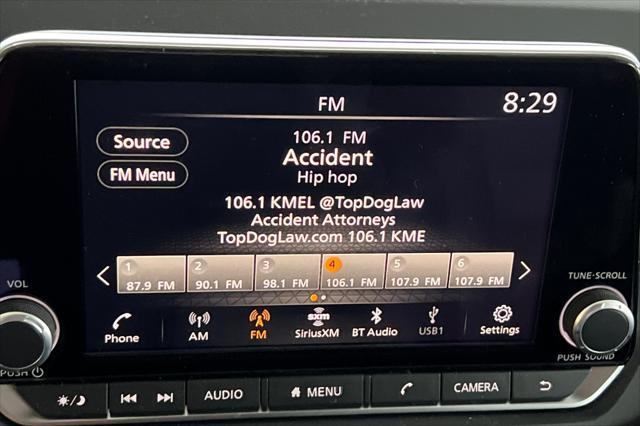 FM
8:29
Source
FM Menu
106.1 FM
Accident
Hip hop
106.1 KMEL @TopDogLaw
Accident Attorneys
TopDogLaw.com 106.1 KME
1 2 3 4 5 6
87.9 FM 90.1 FM 98.1 FM 106.1 FM 107.9 FM 107.9 FM
Phone AM FM SiriusXM BT Audio USB1 Settings
sxm
VOL
PUSH
TUNE·SCROLL
PUSH SOUND
AUDIO MENU CAMERA